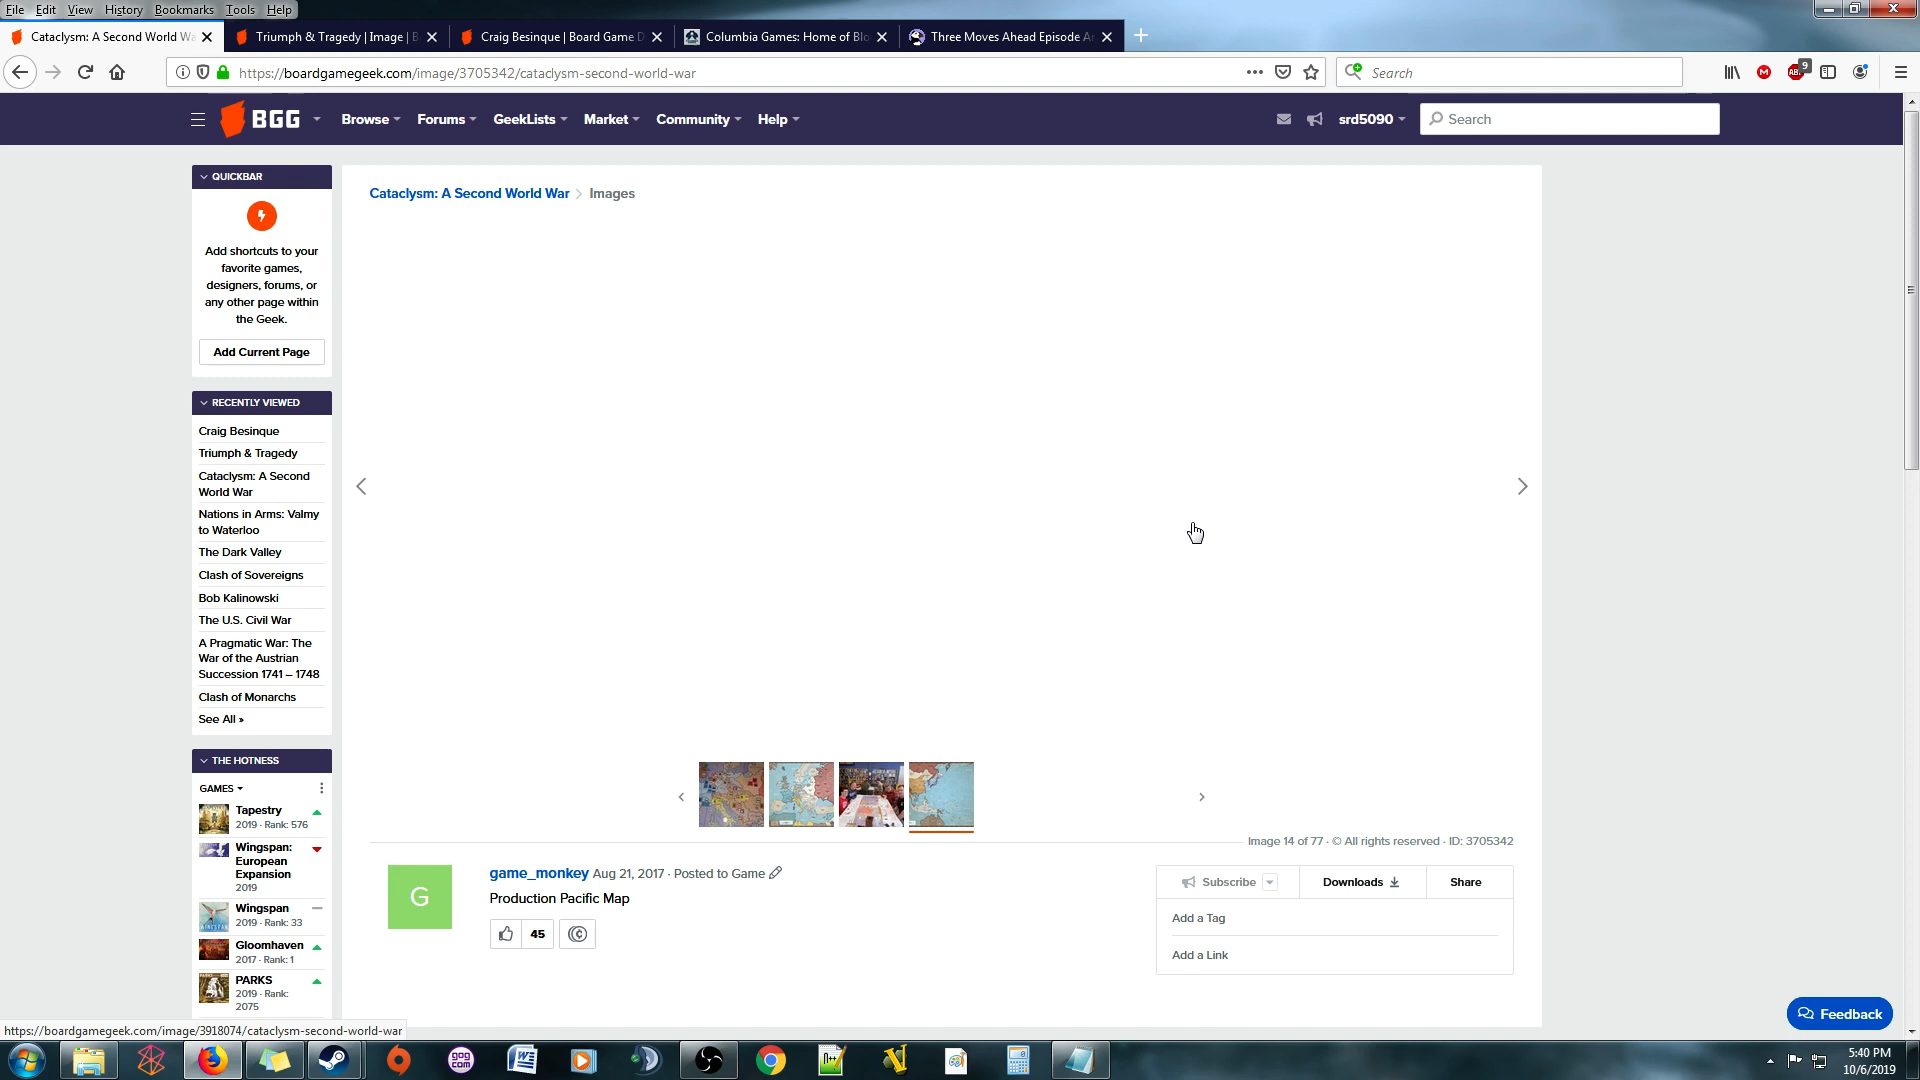 File Edit View History Bookmarks Tools Help
Cataclysm: A Second World Wa
Triumph & Tragedy | Image | B
Craig Besinque | Board Game D
Columbia Games: Home of Blo
Three Moves Ahead Episode A
https://boardgamegeek.com/image/3705342/cataclysm-second-world-war
Search
9
BGG Browse Forums GeekLists Market Community Help srd5090 Search
QUICKBAR
Add shortcuts to your
favorite games,
designers, forums, or
any other page within
the Geek.
Add Current Page
RECENTLY VIEWED
Craig Besinque
Triumph & Tragedy
Cataclysm: A Second
World War
Nations in Arms: Valmy
to Waterloo
The Dark Valley
Clash of Sovereigns
Bob Kalinowski
The U.S. Civil War
A Pragmatic War: The
War of the Austrian
Succession 1741 – 1748
Clash of Monarchs
See All »
THE HOTNESS
GAMES
Tapestry
2019 · Rank: 576
Wingspan:
European
Expansion
2019
Wingspan
2019 · Rank: 33
Gloomhaven
2017 · Rank: 1
PARKS
2019 · Rank:
2075
Cataclysm: A Second World War > Images
Image 14 of 77 · © All rights reserved · ID: 3705342
G
game_monkey Aug 21, 2017 · Posted to Game
Production Pacific Map
45
Subscribe Downloads Share
Add a Tag
Add a Link
Feedback
https://boardgamegeek.com/image/3918074/cataclysm-second-world-war
5:40 PM
10/6/2019